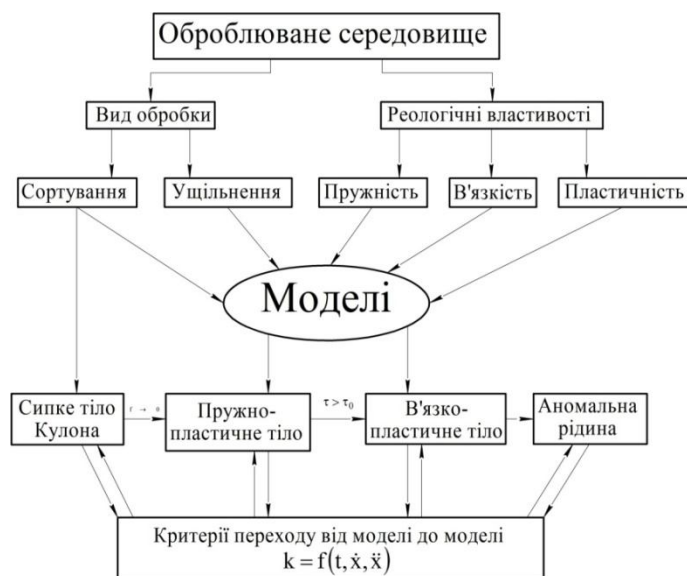 Оброблюване середовище
Вид обробки
Реологічні властивості
Сортування
Ущільнення
Пружність
В'язкість
Пластичність
Моделі
Сипке тіло
Кулона
Пружно-
пластичне тіло
τ > τ₀
В'язко-
пластичне тіло
Аномальна
рідина
Критерії переходу від моделі до моделі
k = f(t, ẋ, ẍ)